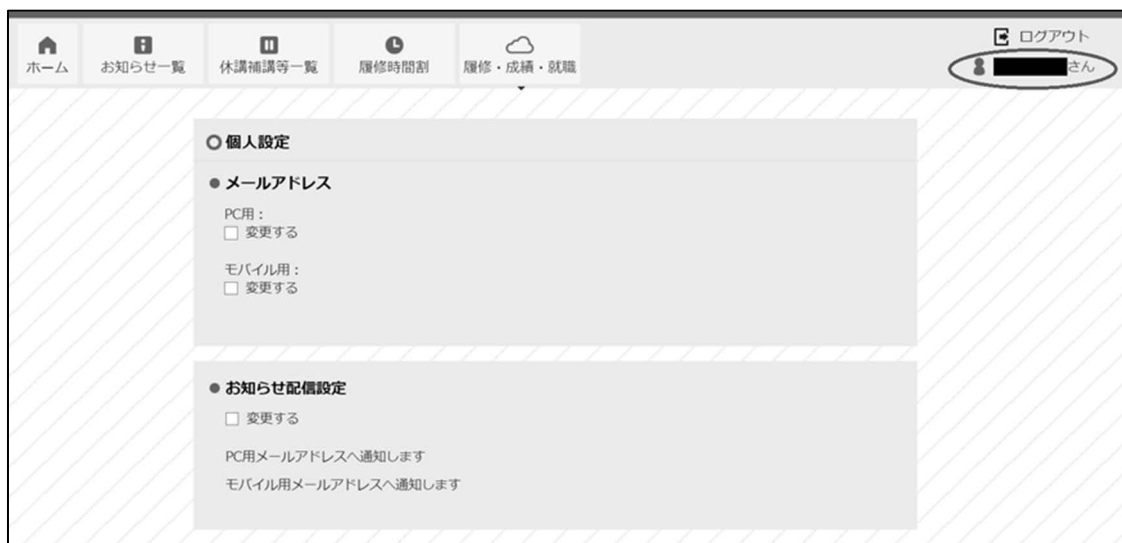 ログアウト
ホーム お知らせ一覧 休講補講等一覧 履修時間割 履修・成績・就職
さん
個人設定
メールアドレス
PC用：
変更する
モバイル用：
変更する
お知らせ配信設定
変更する
PC用メールアドレスへ通知します
モバイル用メールアドレスへ通知します